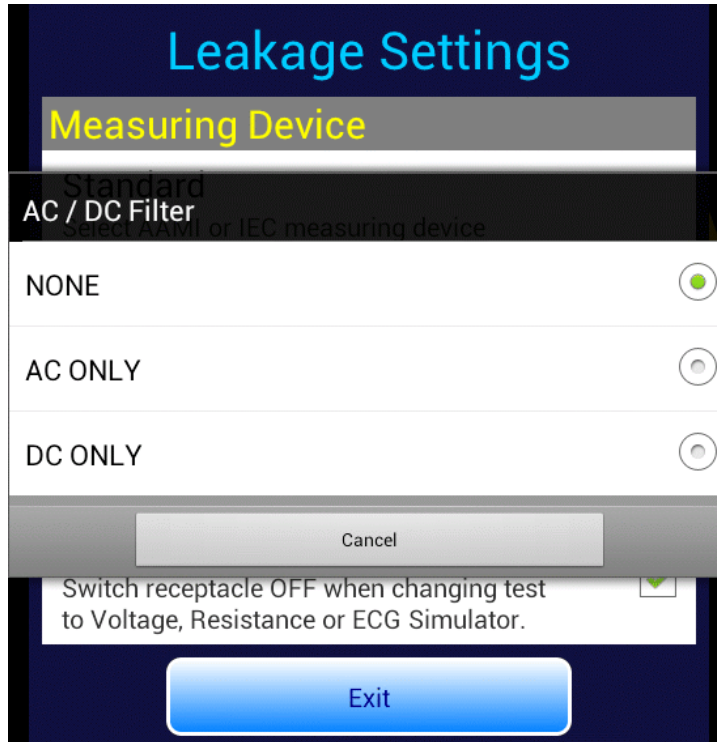 Leakage Settings
Measuring Device
Standard
Select AAMI or IEC measuring device
AC / DC Filter
NONE
AC ONLY
DC ONLY
Cancel
Switch receptacle OFF when changing test
to Voltage, Resistance or ECG Simulator.
Exit